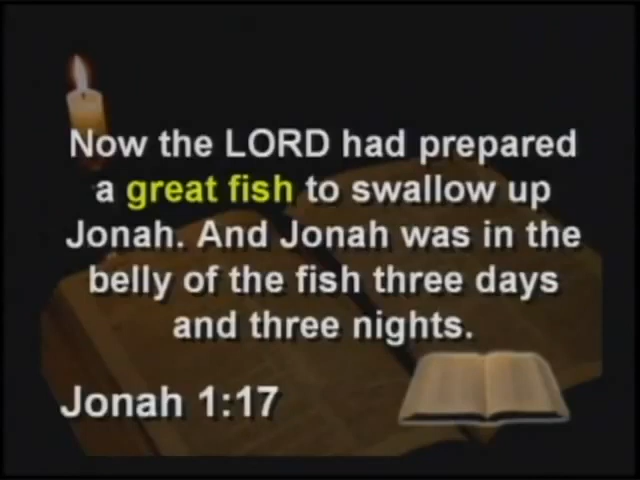 Now the LORD had prepared
a great fish to swallow up
Jonah. And Jonah was in the
belly of the fish three days
and three nights.
Jonah 1:17